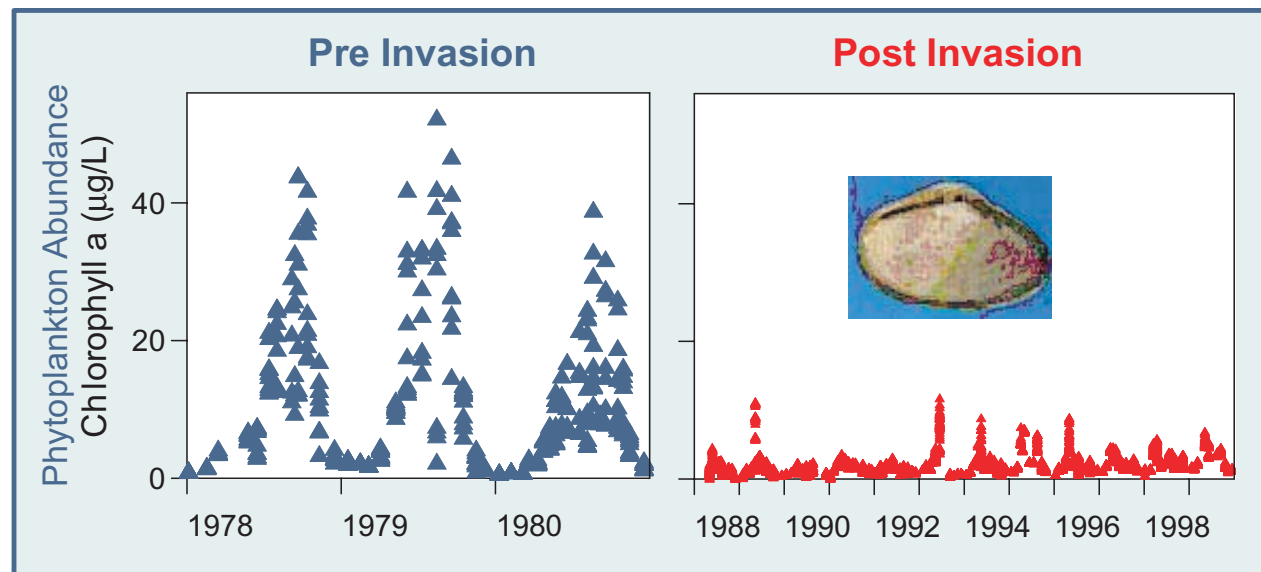 Pre Invasion
Post Invasion
Phytoplankton Abundance
Chlorophyll a (µg/L)
40
20
0
1978 1979 1980
1988 1990 1992 1994 1996 1998